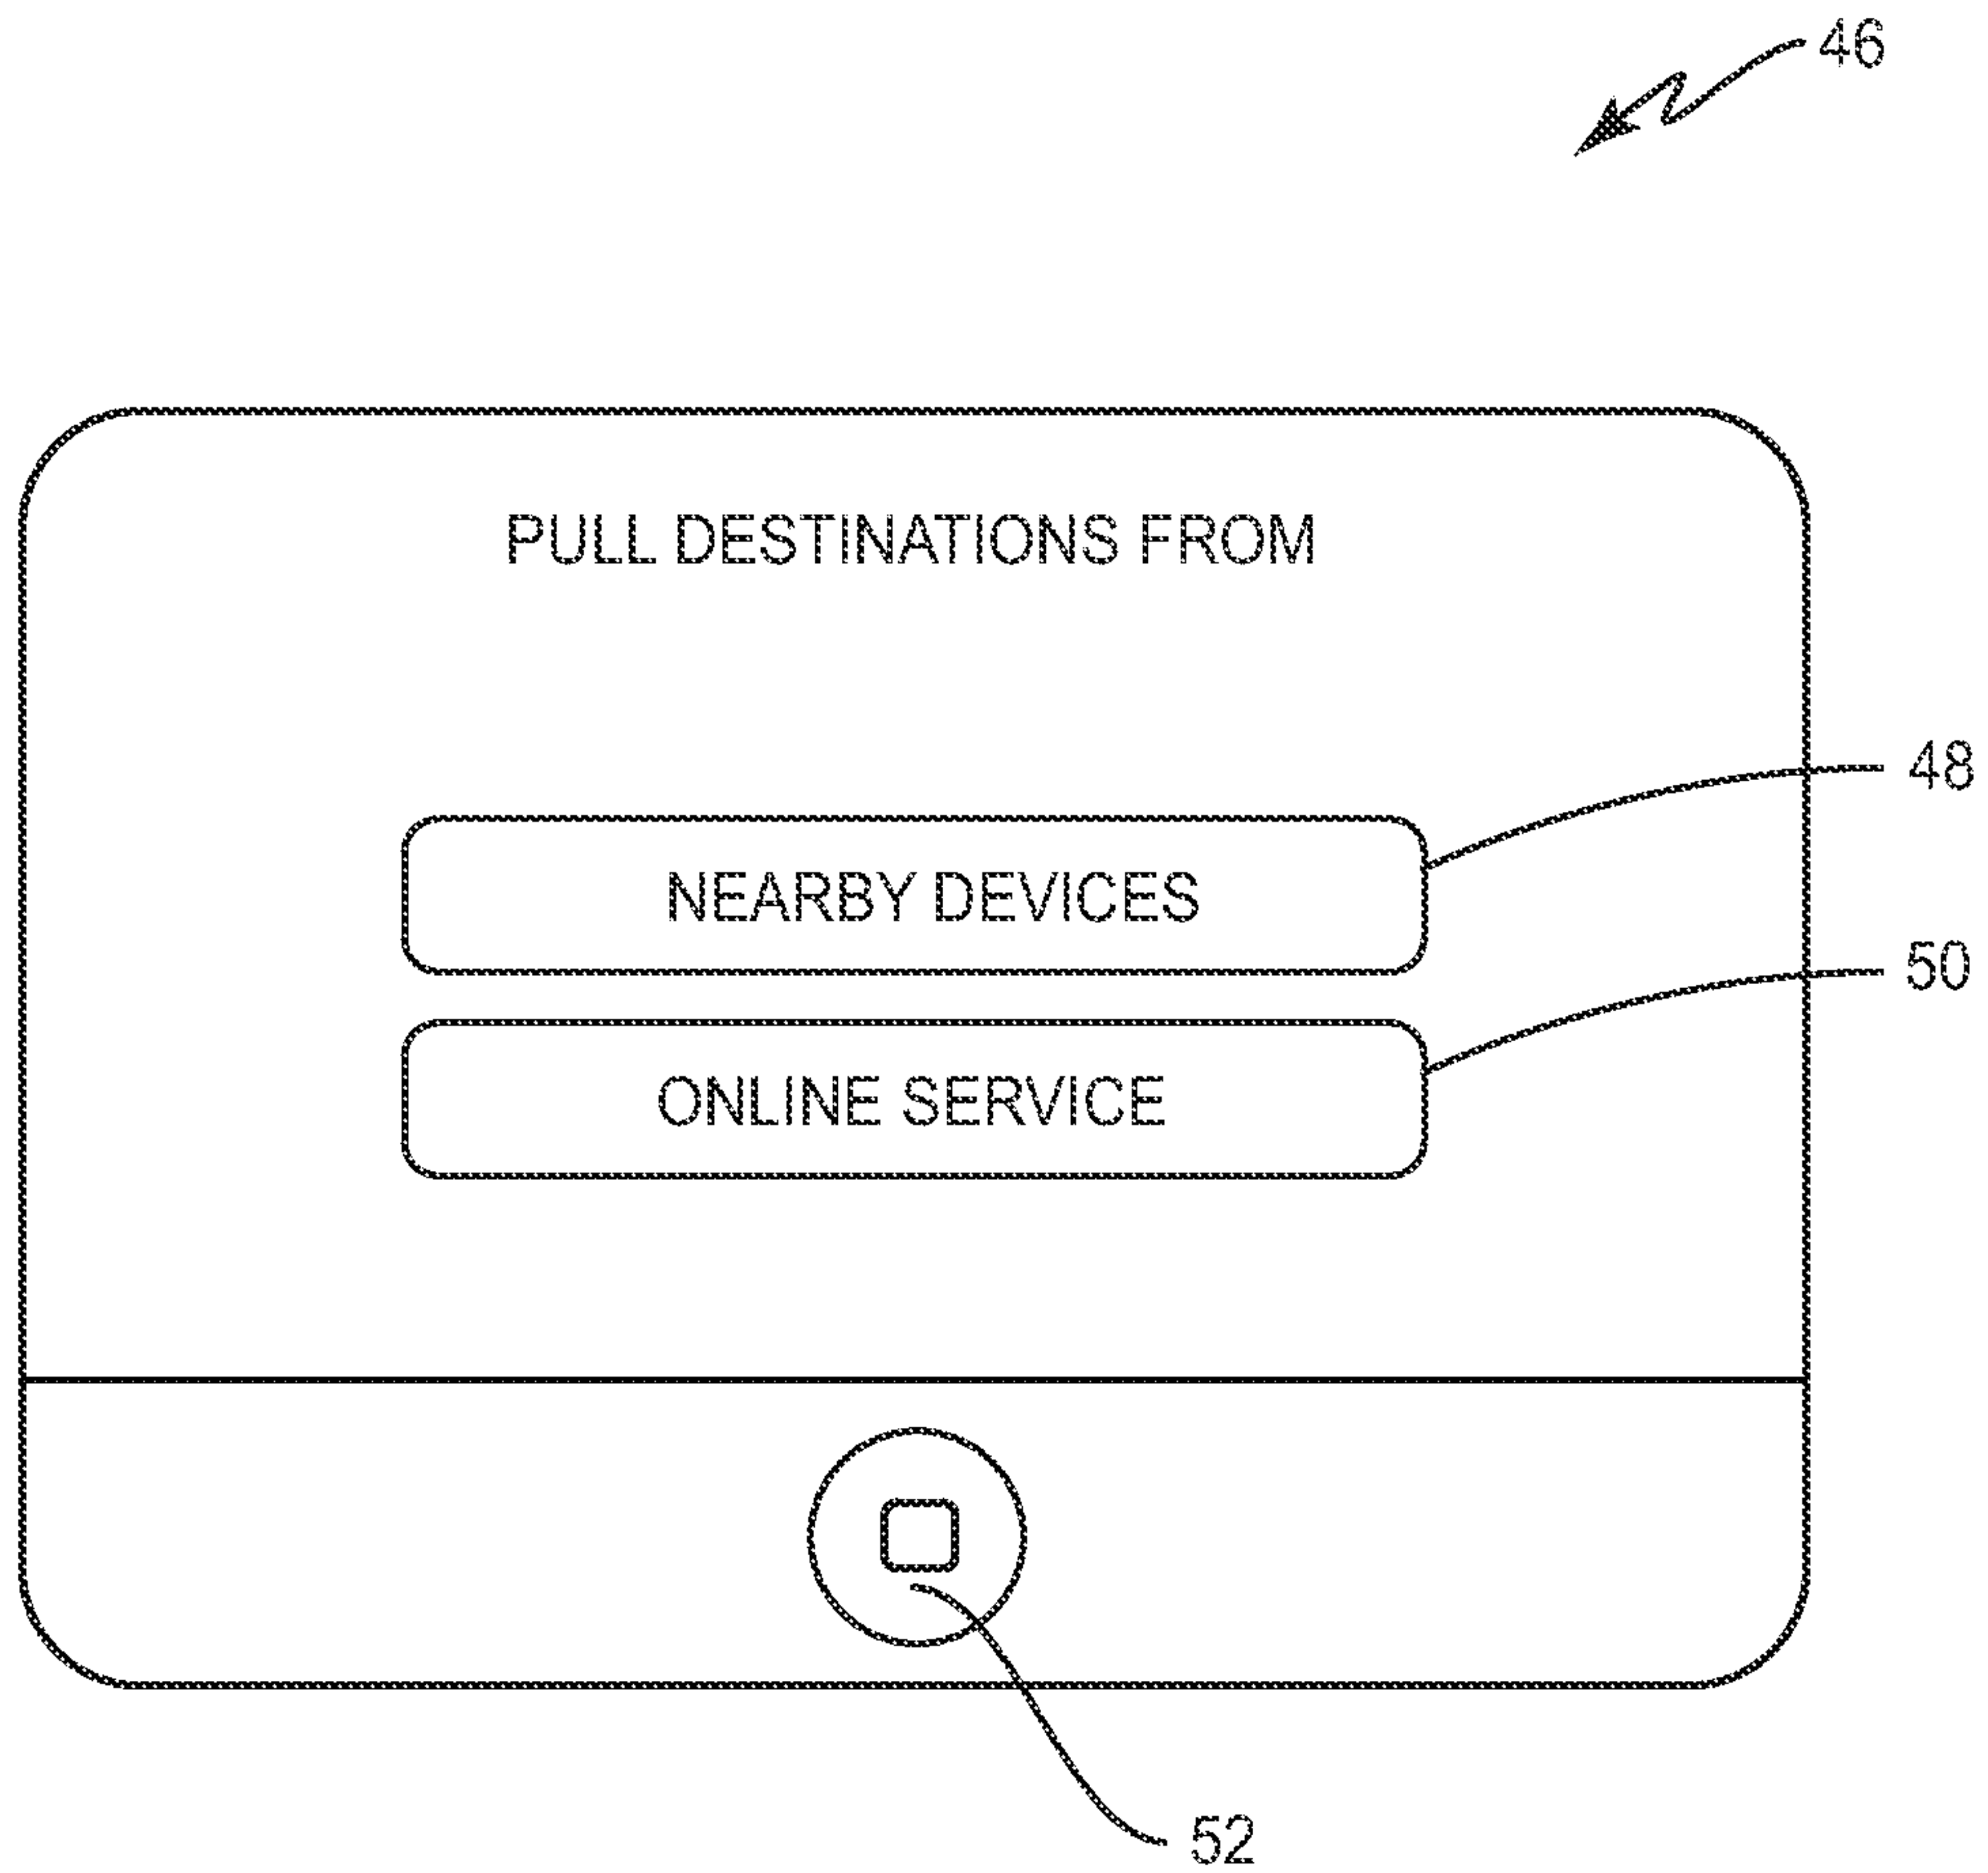 46
PULL DESTINATIONS FROM
48
NEARBY DEVICES
50
ONLINE SERVICE
52